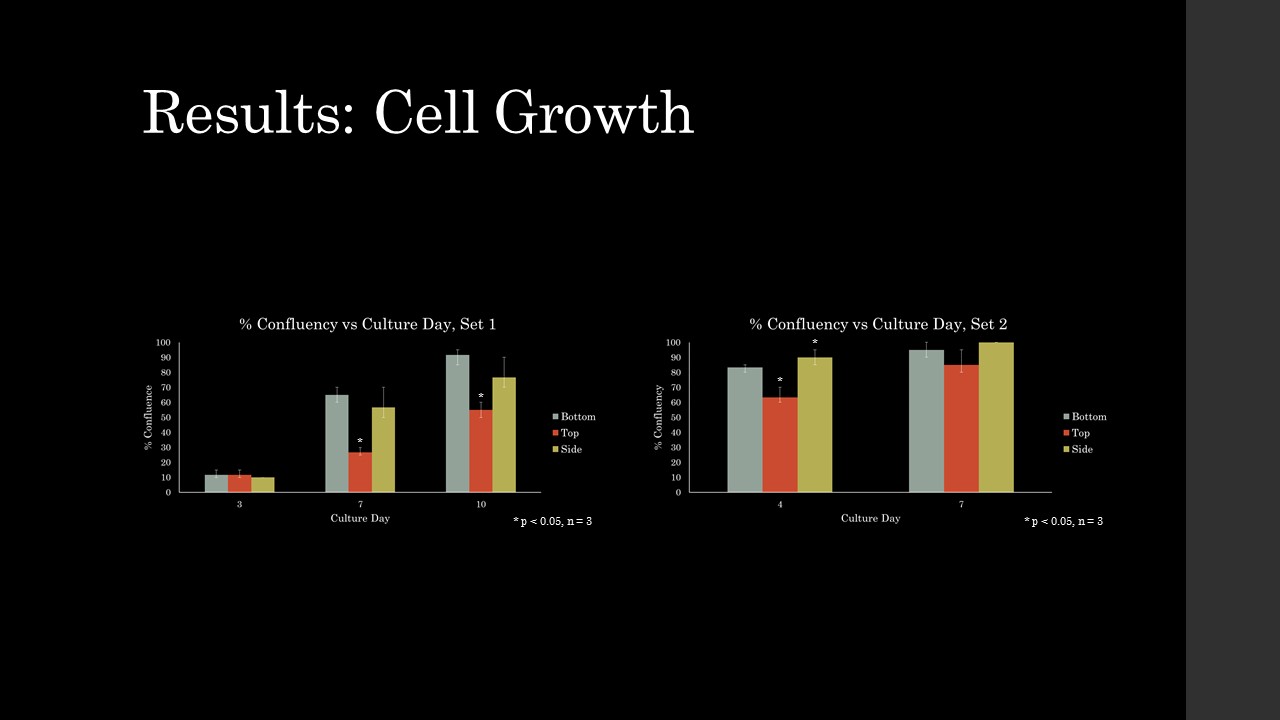 Results: Cell Growth
% Confluency vs Culture Day, Set 1
100
90
80
70
60
50
40
30
20
10
0
% Confluence
*
*
3
7
10
Culture Day
Bottom
Top
Side
* p < 0.05, n = 3
% Confluency vs Culture Day, Set 2
100
90
80
70
60
50
40
30
20
10
0
% Confluency
*
*
4
7
Culture Day
Bottom
Top
Side
* p < 0.05, n = 3